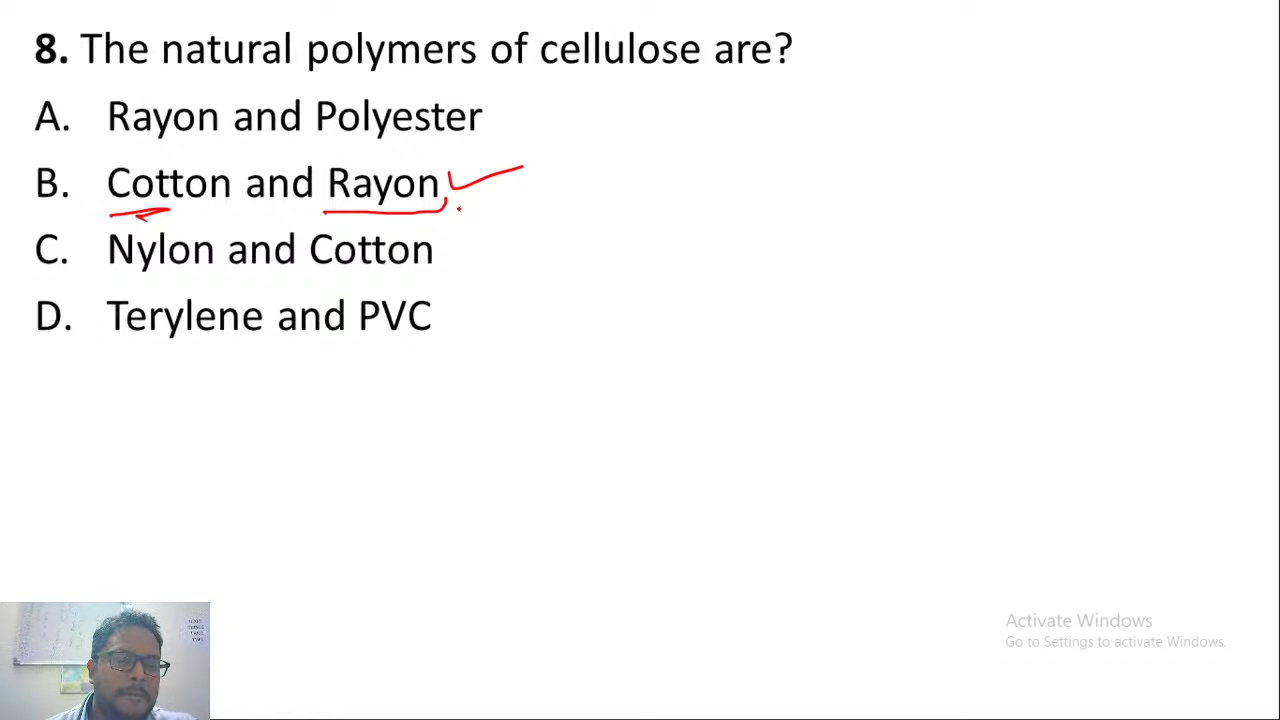 8. The natural polymers of cellulose are?
A. Rayon and Polyester
B. Cotton and Rayon
C. Nylon and Cotton
D. Terylene and PVC
Activate Windows
Go to Settings to activate Windows.